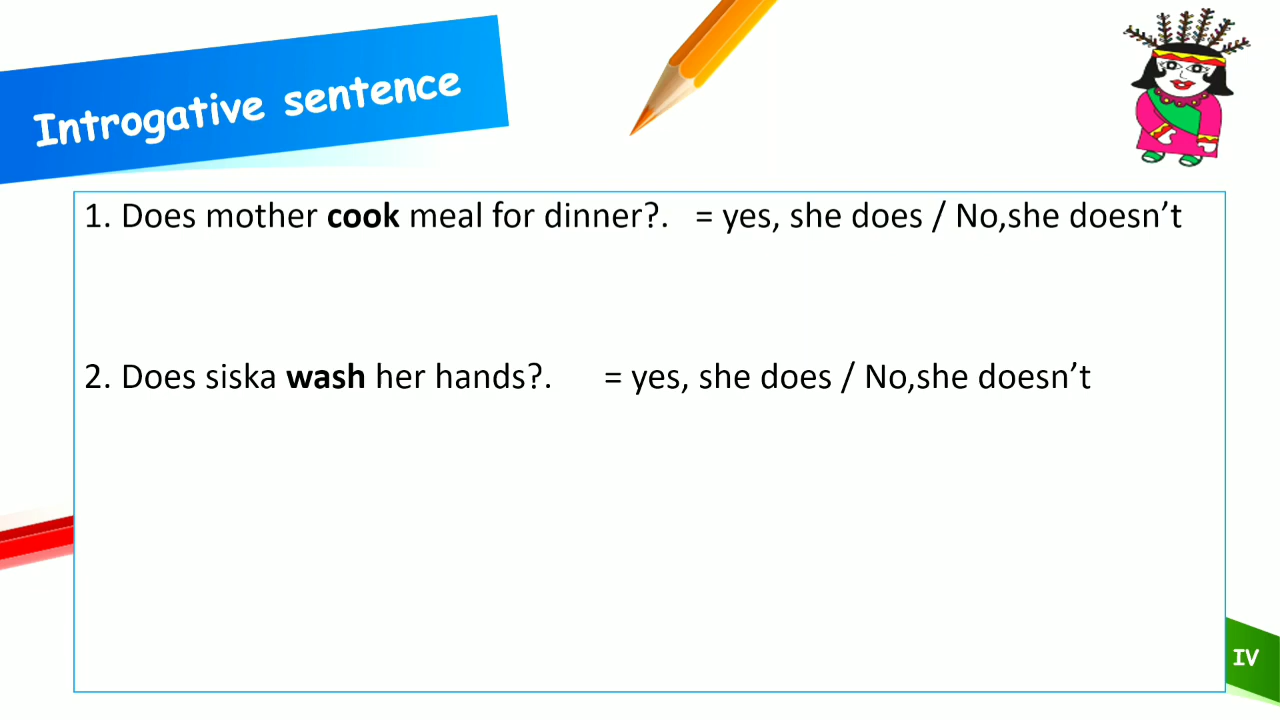 Introgative sentence
1. Does mother cook meal for dinner?. = yes, she does / No,she doesn’t
2. Does siska wash her hands?. = yes, she does / No,she doesn’t
IV